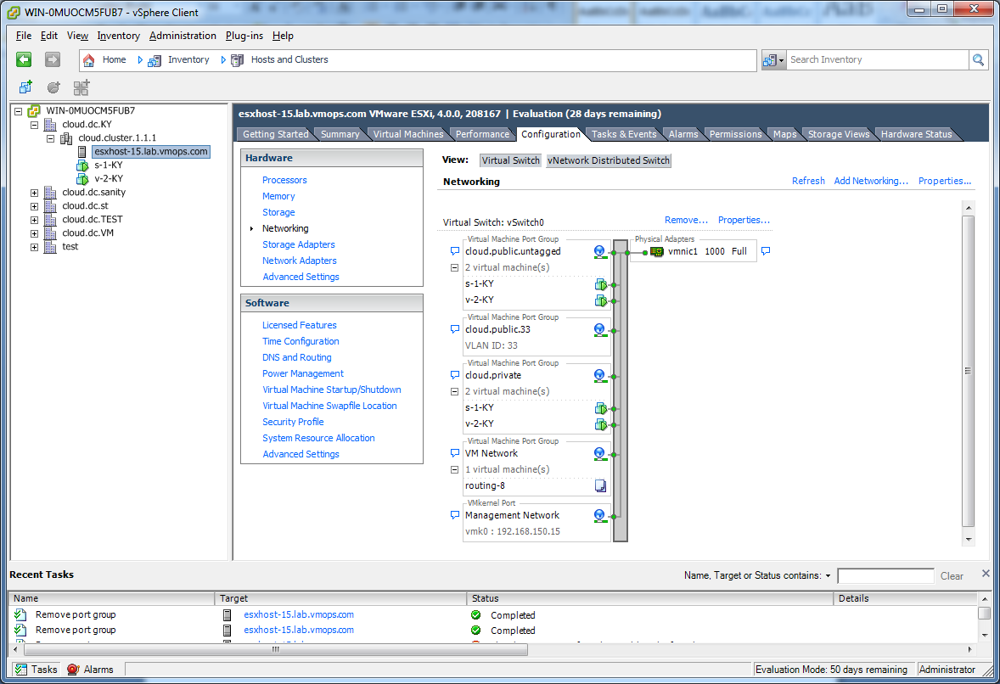 WIN-0MUOCM5FUB7 - vSphere Client
File Edit View Inventory Administration Plug-ins Help
Home Inventory Hosts and Clusters
Search Inventory
WIN-0MUOCM5FUB7
cloud.dc.KY
cloud.cluster.1.1.1
esxhost-15.lab.vmops.com
s-1-KY
v-2-KY
cloud.dc.sanity
cloud.dc.st
cloud.dc.TEST
cloud.dc.VM
test
esxhost-15.lab.vmops.com VMware ESXi, 4.0.0, 208167 | Evaluation (28 days remaining)
Getting Started Summary Virtual Machines Performance Configuration Tasks & Events Alarms Permissions Maps Storage Views Hardware Status
Hardware
Processors
Memory
Storage
Networking
Storage Adapters
Network Adapters
Advanced Settings
Software
Licensed Features
Time Configuration
DNS and Routing
Power Management
Virtual Machine Startup/Shutdown
Virtual Machine Swapfile Location
Security Profile
System Resource Allocation
Advanced Settings
View: Virtual Switch vNetwork Distributed Switch
Networking Refresh Add Networking... Properties...
Virtual Switch: vSwitch0 Remove... Properties...
Virtual Machine Port Group
cloud.public.untagged
2 virtual machine(s)
s-1-KY
v-2-KY
Physical Adapters
vmnic1 1000 Full
Virtual Machine Port Group
cloud.public.33
VLAN ID: 33
Virtual Machine Port Group
cloud.private
2 virtual machine(s)
s-1-KY
v-2-KY
Virtual Machine Port Group
VM Network
1 virtual machine(s)
routing-8
VMkernel Port
Management Network
vmk0 : 192.168.150.15
Recent Tasks Name, Target or Status contains: Clear
Name Target Status Details
Remove port group esxhost-15.lab.vmops.com Completed
Remove port group esxhost-15.lab.vmops.com Completed
Tasks Alarms Evaluation Mode: 50 days remaining Administrator